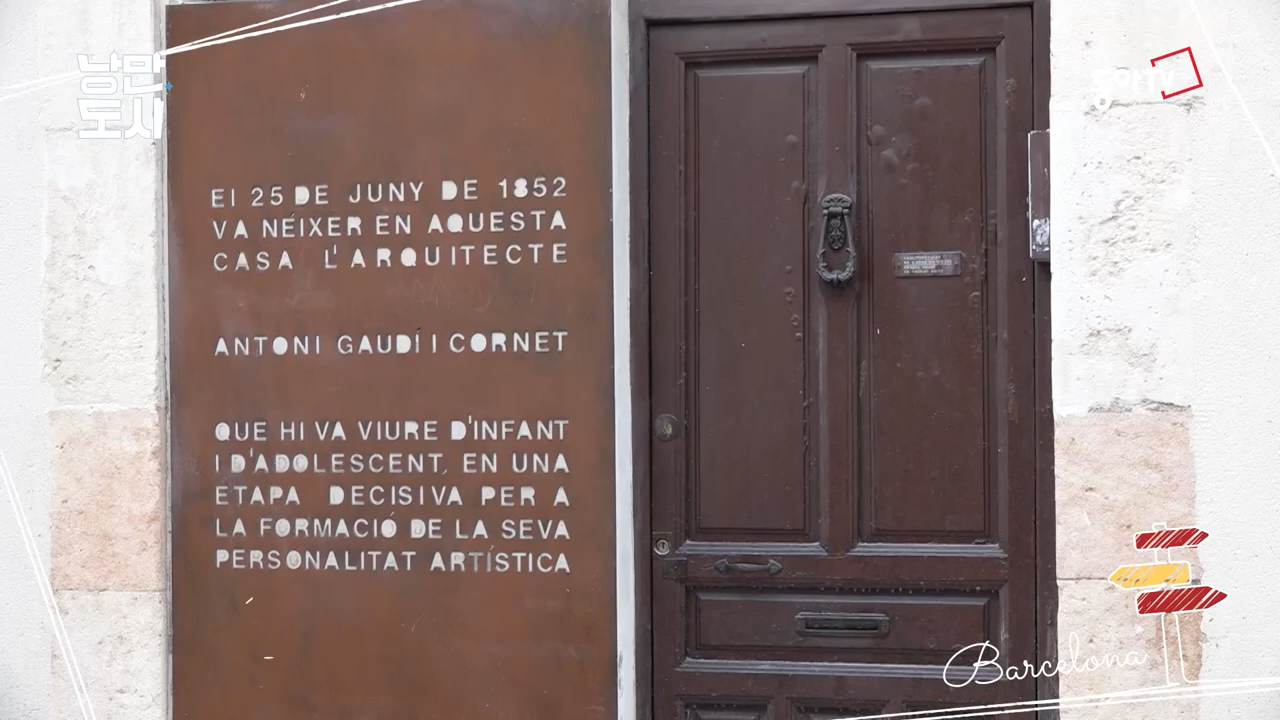 낭만
도시
El 25 DE JUNY DE 1852
VA NÉIXER EN AQUESTA
CASA L'ARQUITECTE
ANTONI GAUDÍ I CORNET
QUE HI VA VIURE D'INFANT
I D'ADOLESCENT, EN UNA
ETAPA DECISIVA PER A
LA FORMACIÓ DE LA SEVA
PERSONALITAT ARTÍSTICA
Barcelona